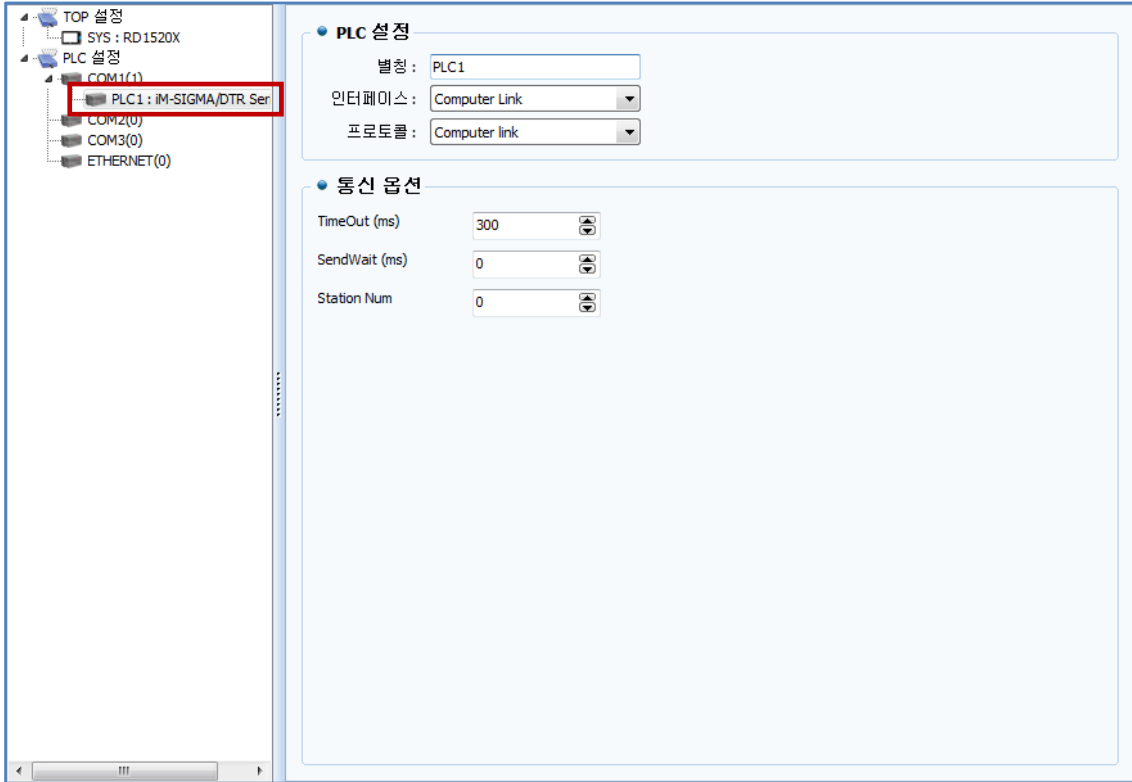 TOP 설정
SYS : RD1520X
PLC 설정
COM1(1)
PLC1 : iM-SIGMA/DTR Ser
COM2(0)
COM3(0)
ETHERNET(0)
PLC 설정
별칭 : PLC1
인터페이스 : Computer Link
프로토콜 : Computer link
통신 옵션
TimeOut (ms) 300
SendWait (ms) 0
Station Num 0